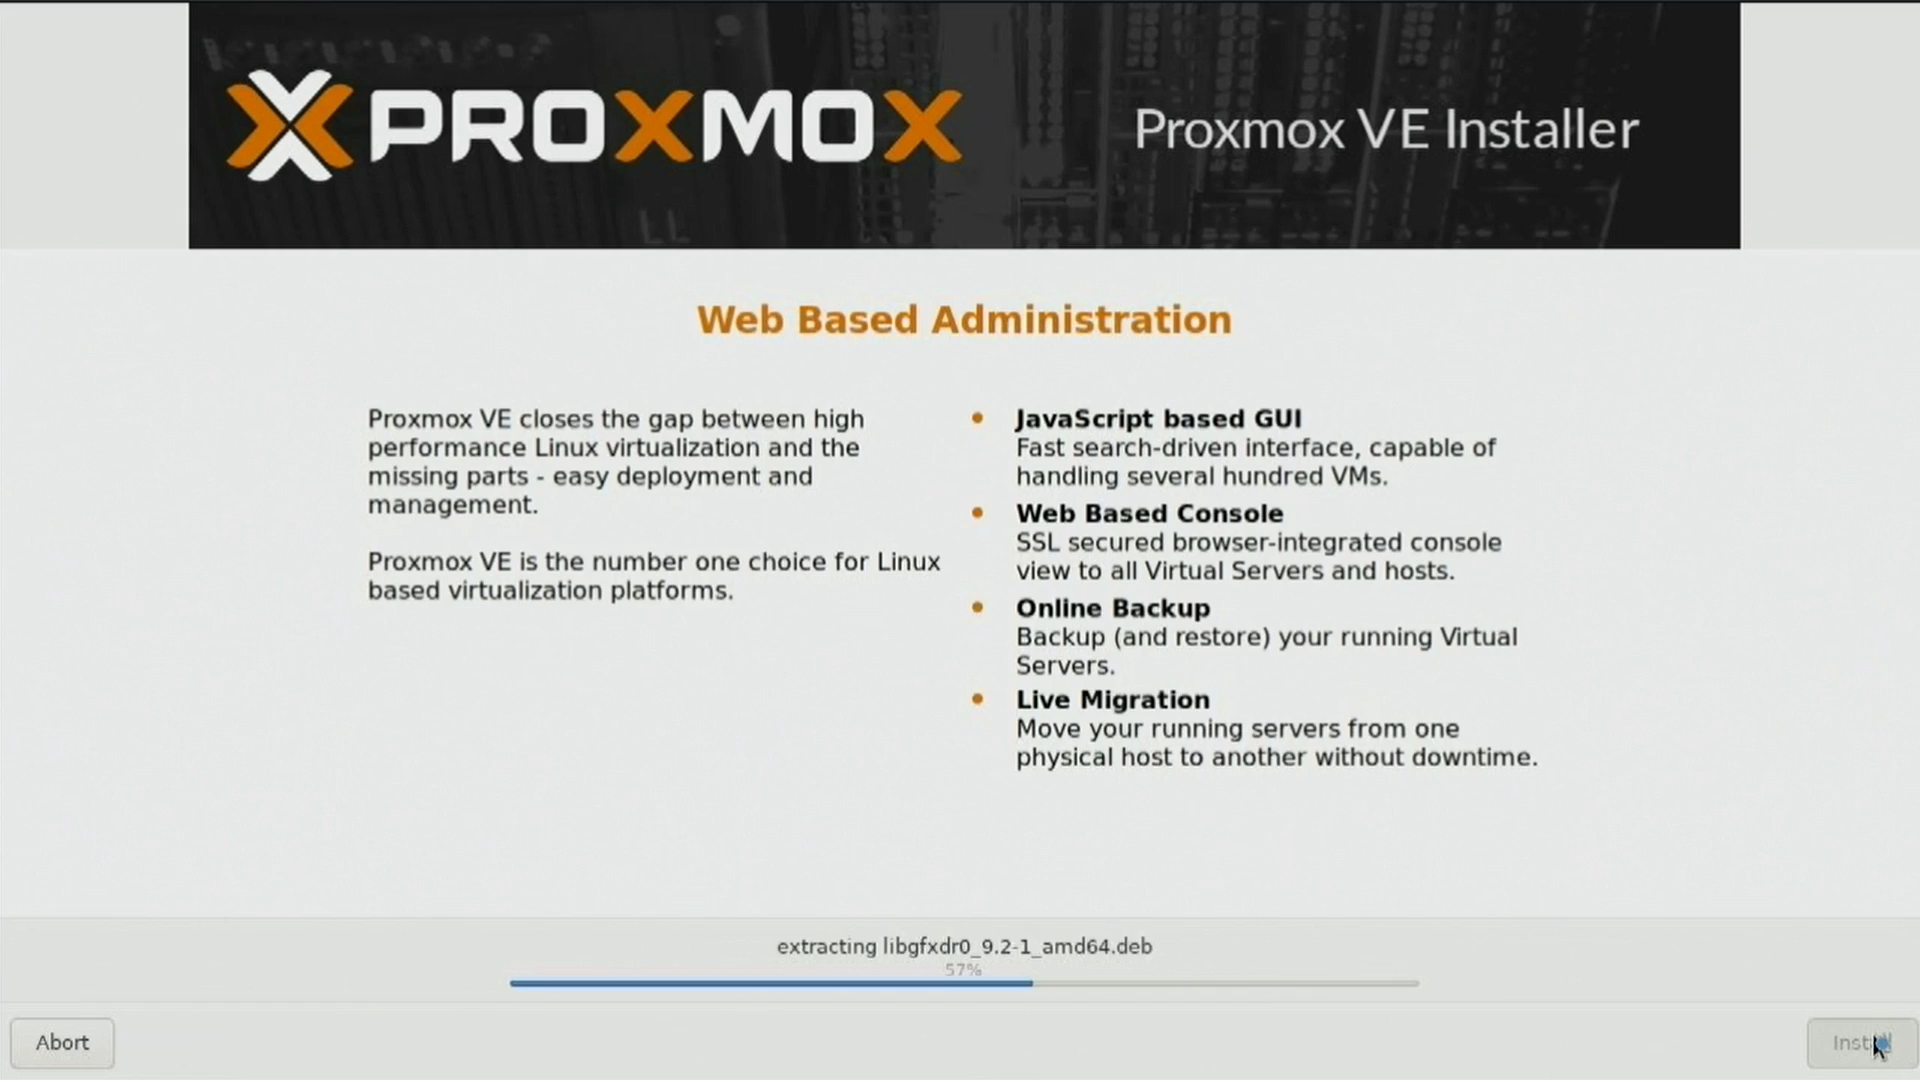 PROXMOX
Proxmox VE Installer
Web Based Administration
Proxmox VE closes the gap between high
performance Linux virtualization and the
missing parts - easy deployment and
management.
Proxmox VE is the number one choice for Linux
based virtualization platforms.
JavaScript based GUI
Fast search-driven interface, capable of
handling several hundred VMs.
Web Based Console
SSL secured browser-integrated console
view to all Virtual Servers and hosts.
Online Backup
Backup (and restore) your running Virtual
Servers.
Live Migration
Move your running servers from one
physical host to another without downtime.
extracting libgfxdr0_9.2-1_amd64.deb
57%
Abort